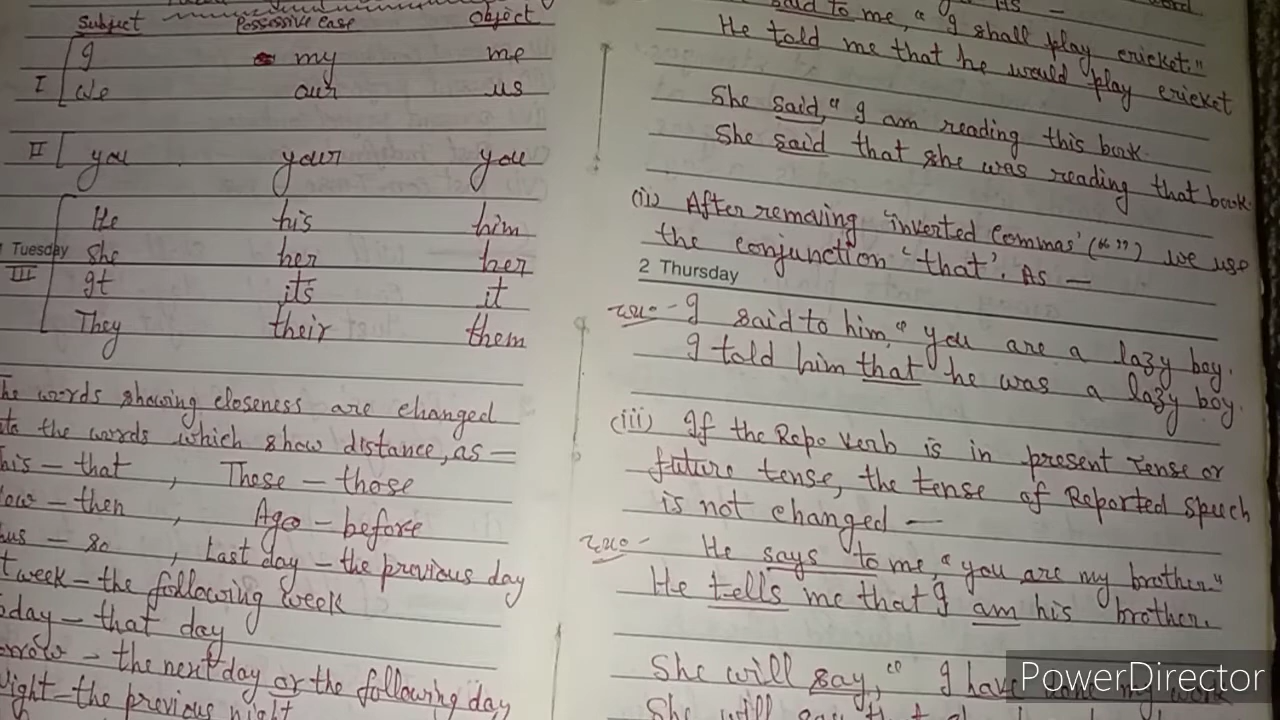 Subject Possessive case Object
I g my me
We our us
II you your you
He his him
Tuesday She her her
III It its it
They their them
The words showing closeness are changed
the words which show distance, as —
This – that , These – those
Now – then , Ago – before
Thus – so , Last day – the previous day
week – the following week
Today – that day
– the next day or the following day
Night – the previous night
As –
said to me, "I shall play cricket."
He told me that he would play cricket
She said, "I am reading this book.
She said that she was reading that book.
(ii) After removing 'inverted commas' (" ") we use
the conjunction 'that'. As —
2 Thursday
I said to him, "you are a lazy boy.
I told him that he was a lazy boy.
(iii) If the Repo verb is in present Tense or
future tense, the tense of Reported Speech
is not changed —
He says to me, "you are my brother."
He tells me that I am his brother.
She will say, "I have
She will
PowerDirector